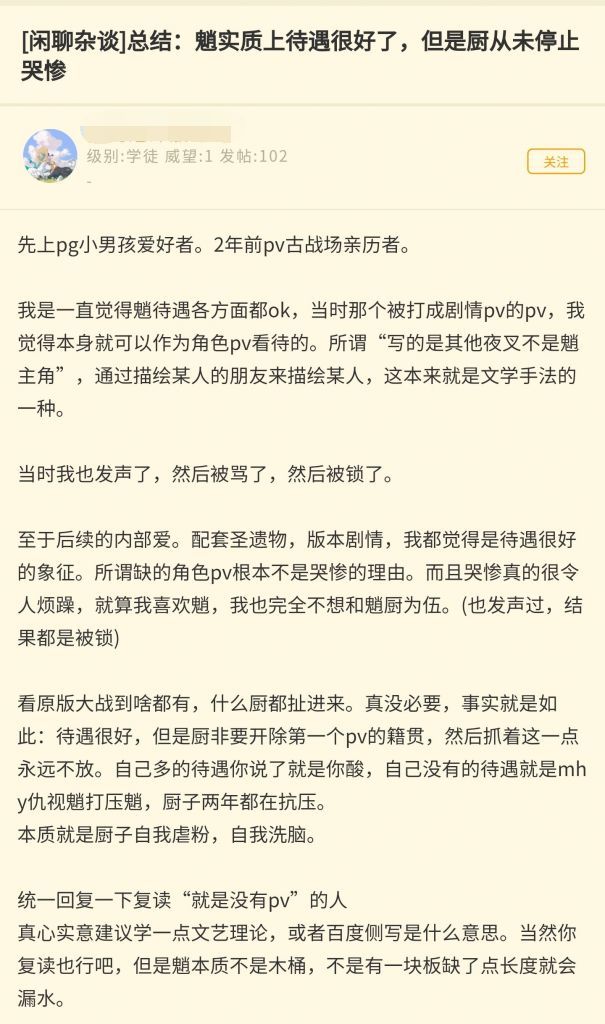 [闲聊杂谈]总结：魈实质上待遇很好了，但是厨从未停止
哭惨
级别:学徒 威望:1 发帖:102
-
关注
先上pg小男孩爱好者。2年前pv古战场亲历者。
我是一直觉得魈待遇各方面都ok，当时那个被打成剧情pv的pv，我
觉得本身就可以作为角色pv看待的。所谓“写的是其他夜叉不是魈
主角”，通过描绘某人的朋友来描绘某人，这本来就是文学手法的
一种。
当时我也发声了，然后被骂了，然后被锁了。
至于后续的内部爱。配套圣遗物，版本剧情，我都觉得是待遇很好
的象征。所谓缺的角色pv根本不是哭惨的理由。而且哭惨真的很令
人烦躁，就算我喜欢魈，我也完全不想和魈厨为伍。(也发声过，结
果都是被锁)
看原版大战到啥都有，什么厨都扯进来。真没必要，事实就是如
此：待遇很好，但是厨非要开除第一个pv的籍贯，然后抓着这一点
永远不放。自己多的待遇你说了就是你酸，自己没有的待遇就是mh
y仇视魈打压魈，厨子两年都在抗压。
本质就是厨子自我虐粉，自我洗脑。
统一回复一下复读“就是没有pv”的人
真心实意建议学一点文艺理论，或者百度侧写是什么意思。当然你
复读也行吧，但是魈本质不是木桶，不是有一块板缺了点长度就会
漏水。